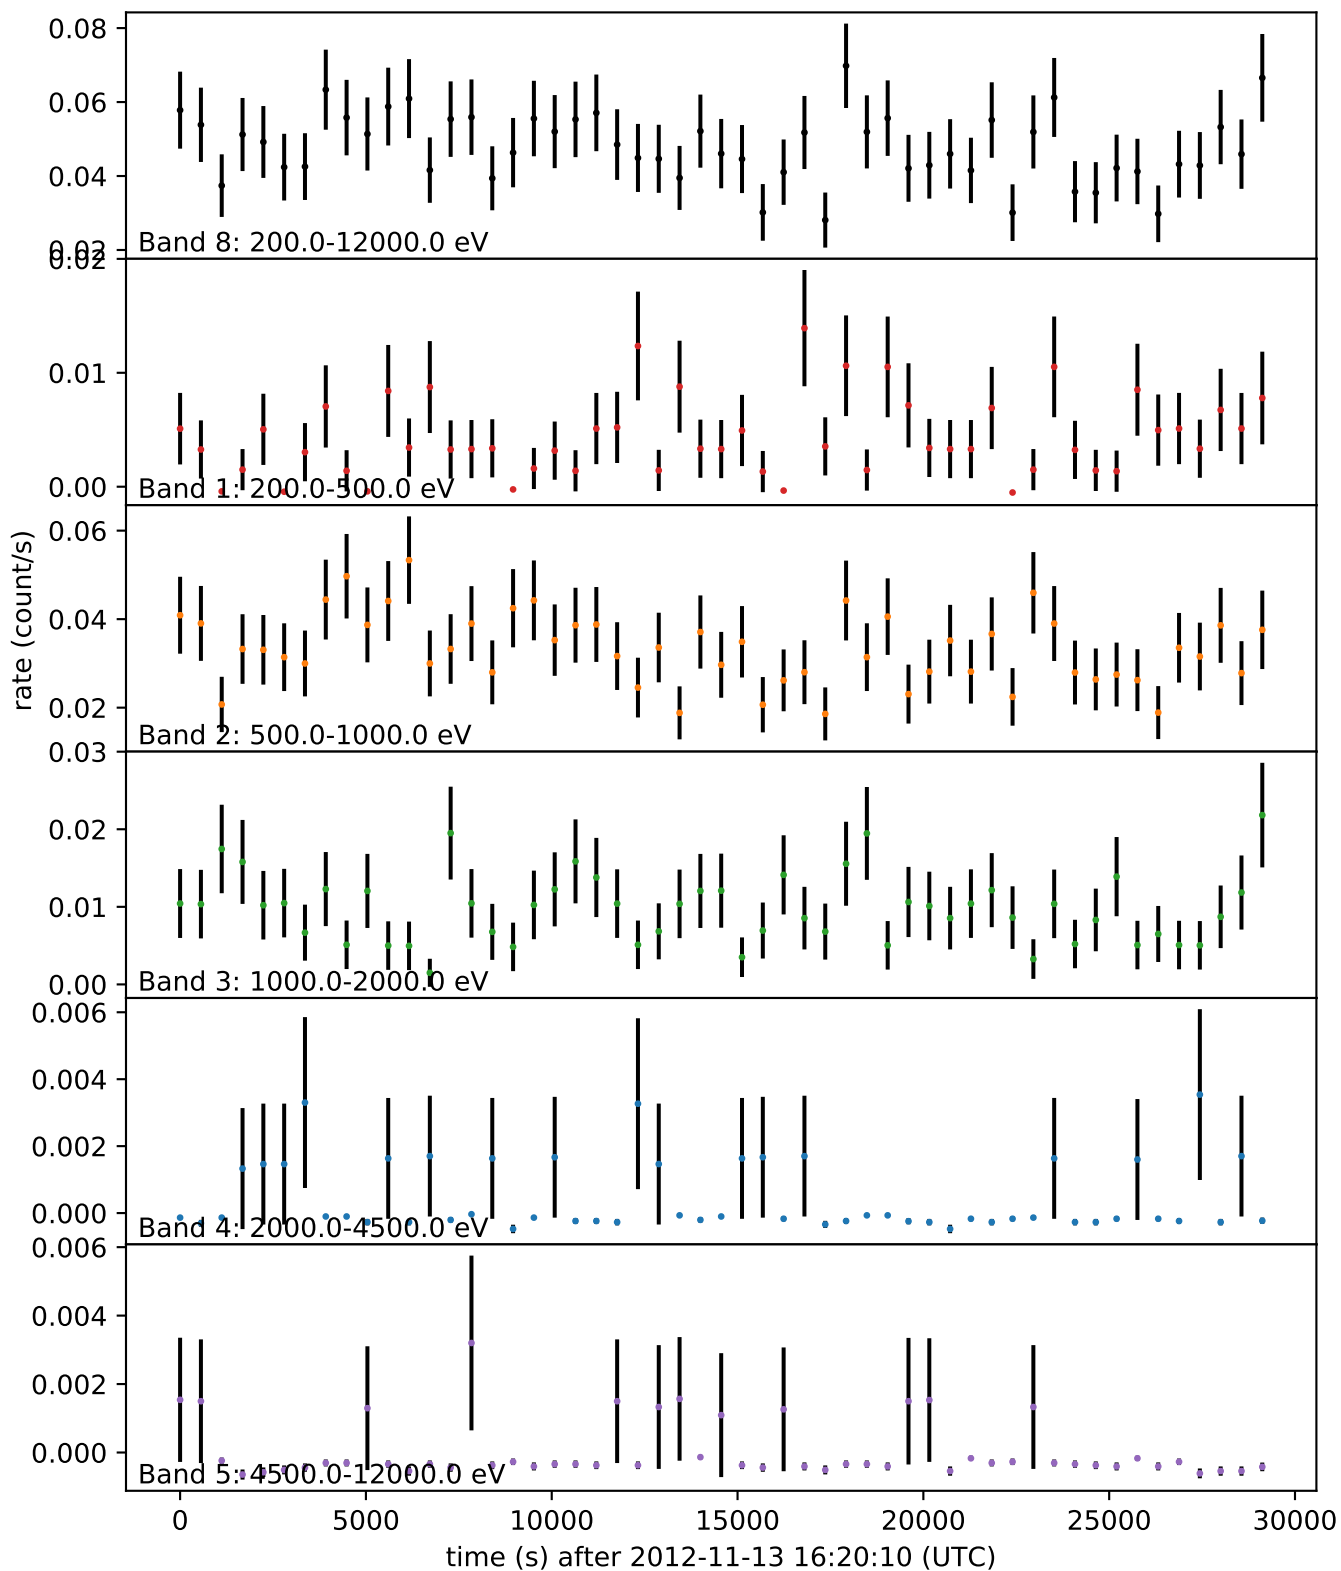 0.08
0.06
0.04
0.02
Band 8: 200.0-12000.0 eV
0.02
0.01
0.00
Band 1: 200.0-500.0 eV
0.06
0.04
0.02
Band 2: 500.0-1000.0 eV
rate (count/s)
0.03
0.02
0.01
0.00
Band 3: 1000.0-2000.0 eV
0.006
0.004
0.002
0.000
Band 4: 2000.0-4500.0 eV
0.006
0.004
0.002
0.000
Band 5: 4500.0-12000.0 eV
0 5000 10000 15000 20000 25000 30000
time (s) after 2012-11-13 16:20:10 (UTC)